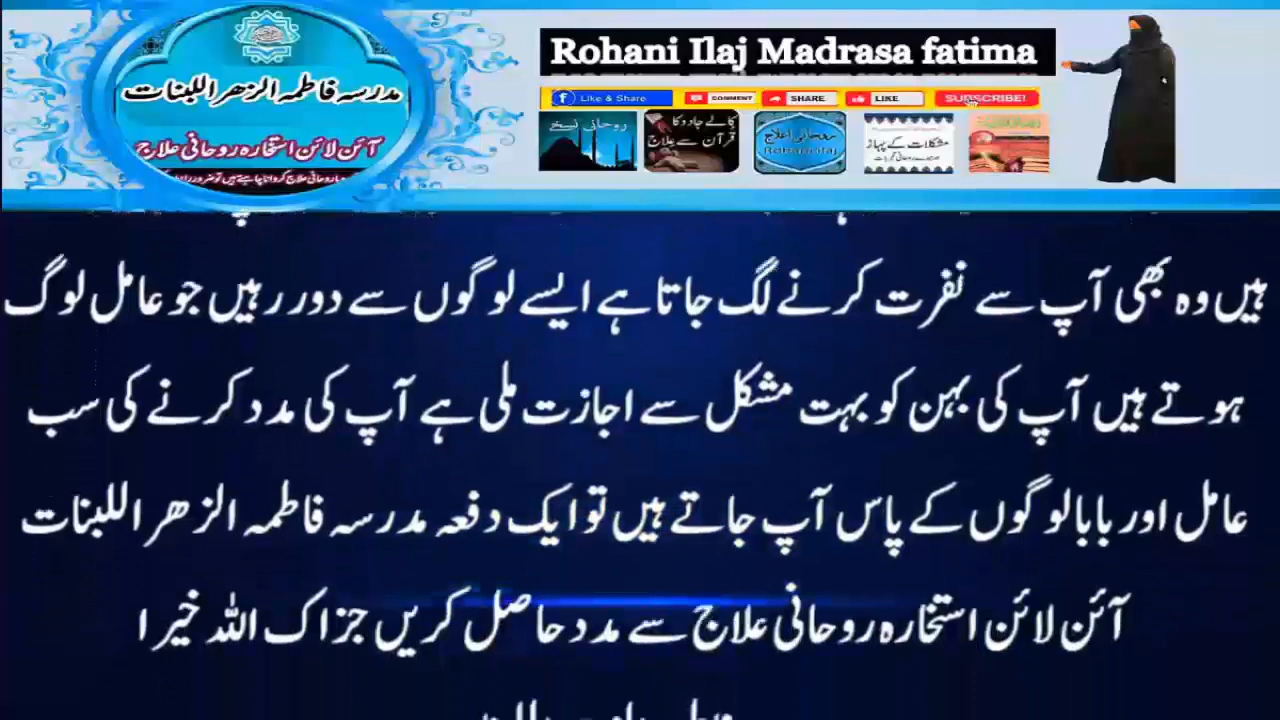 مدرسہ فاطمہ الزھرا للبنات
آئن لائن استخارہ روحانی علاج
Rohani Ilaj Madrasa fatima
Like & Share
COMMENT
SHARE
LIKE
SUBSCRIBE!
روحانی نسخے
کالے جادو کا
قرآن سے علاج
روحانی علاج
مشکلات کے پہاڑ
ہیں وہ بھی آپ سے نفرت کرنے لگ جاتا ہے ایسے لوگوں سے دور رہیں جو عامل لوگ
ہوتے ہیں آپ کی بہن کو بہت مشکل سے اجازت ملی ہے آپ کی مدد کرنے کی سب
عامل اور بابا لوگوں کے پاس آپ جاتے ہیں تو ایک دفعہ مدرسہ فاطمہ الزھرا للبنات
آئن لائن استخارہ روحانی علاج سے مدد حاصل کریں جزاک اللہ خیرا